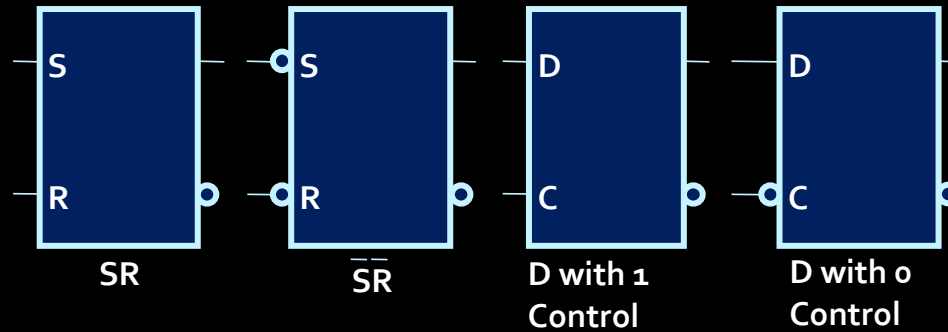 S
R
SR
S
R
S̅R̅
D
C
D with 1
Control
D
C
D with 0
Control